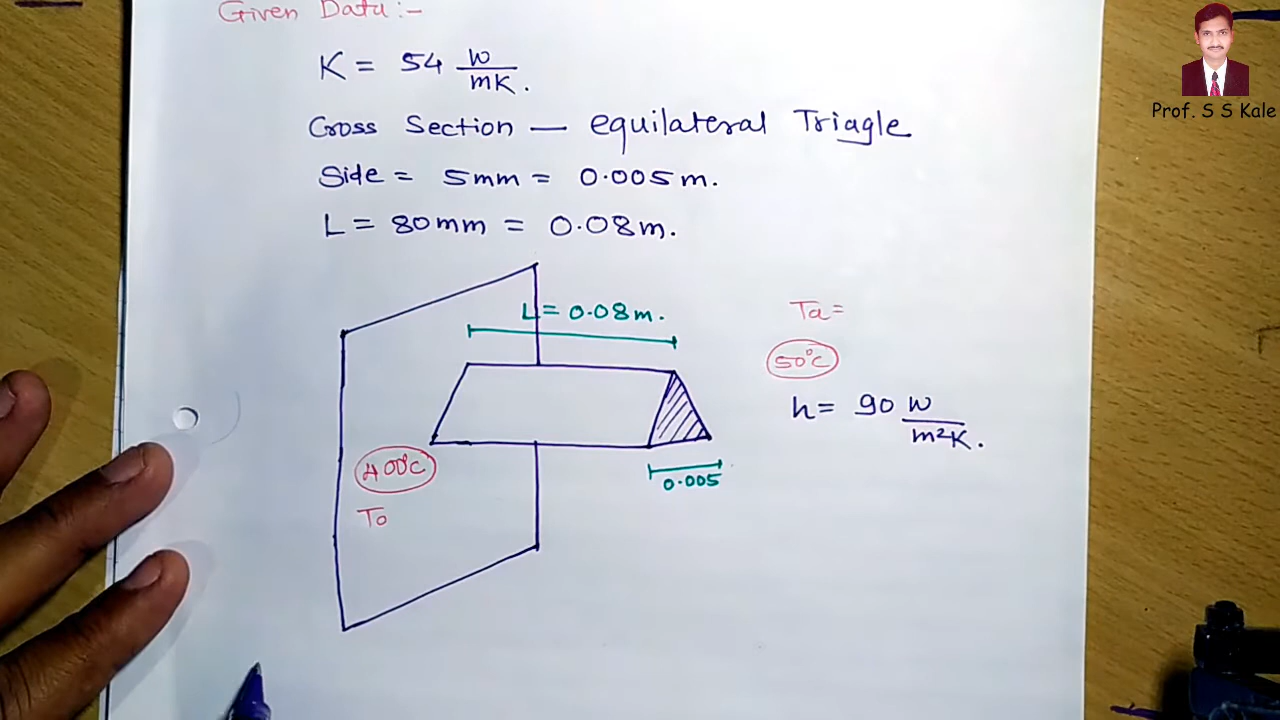 Given Data:-
K = 54 W/mK.
Cross Section — equilateral Triagle
Side = 5mm = 0.005m.
L = 80mm = 0.08m.
L = 0.08m.
Ta =
50°C
h = 90 W/m²K.
400°C
To
0.005
Prof. S S Kale